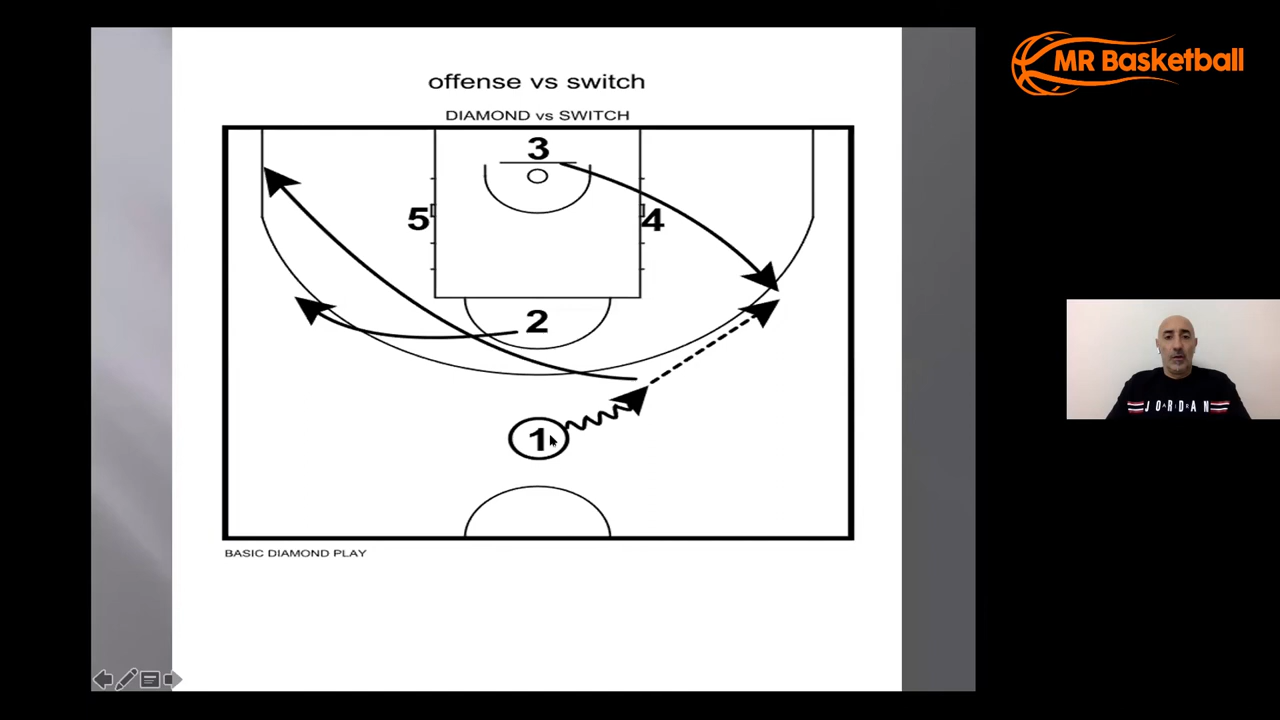 MR Basketball
offense vs switch
DIAMOND vs SWITCH
3
5
4
2
1
BASIC DIAMOND PLAY
JORDAN